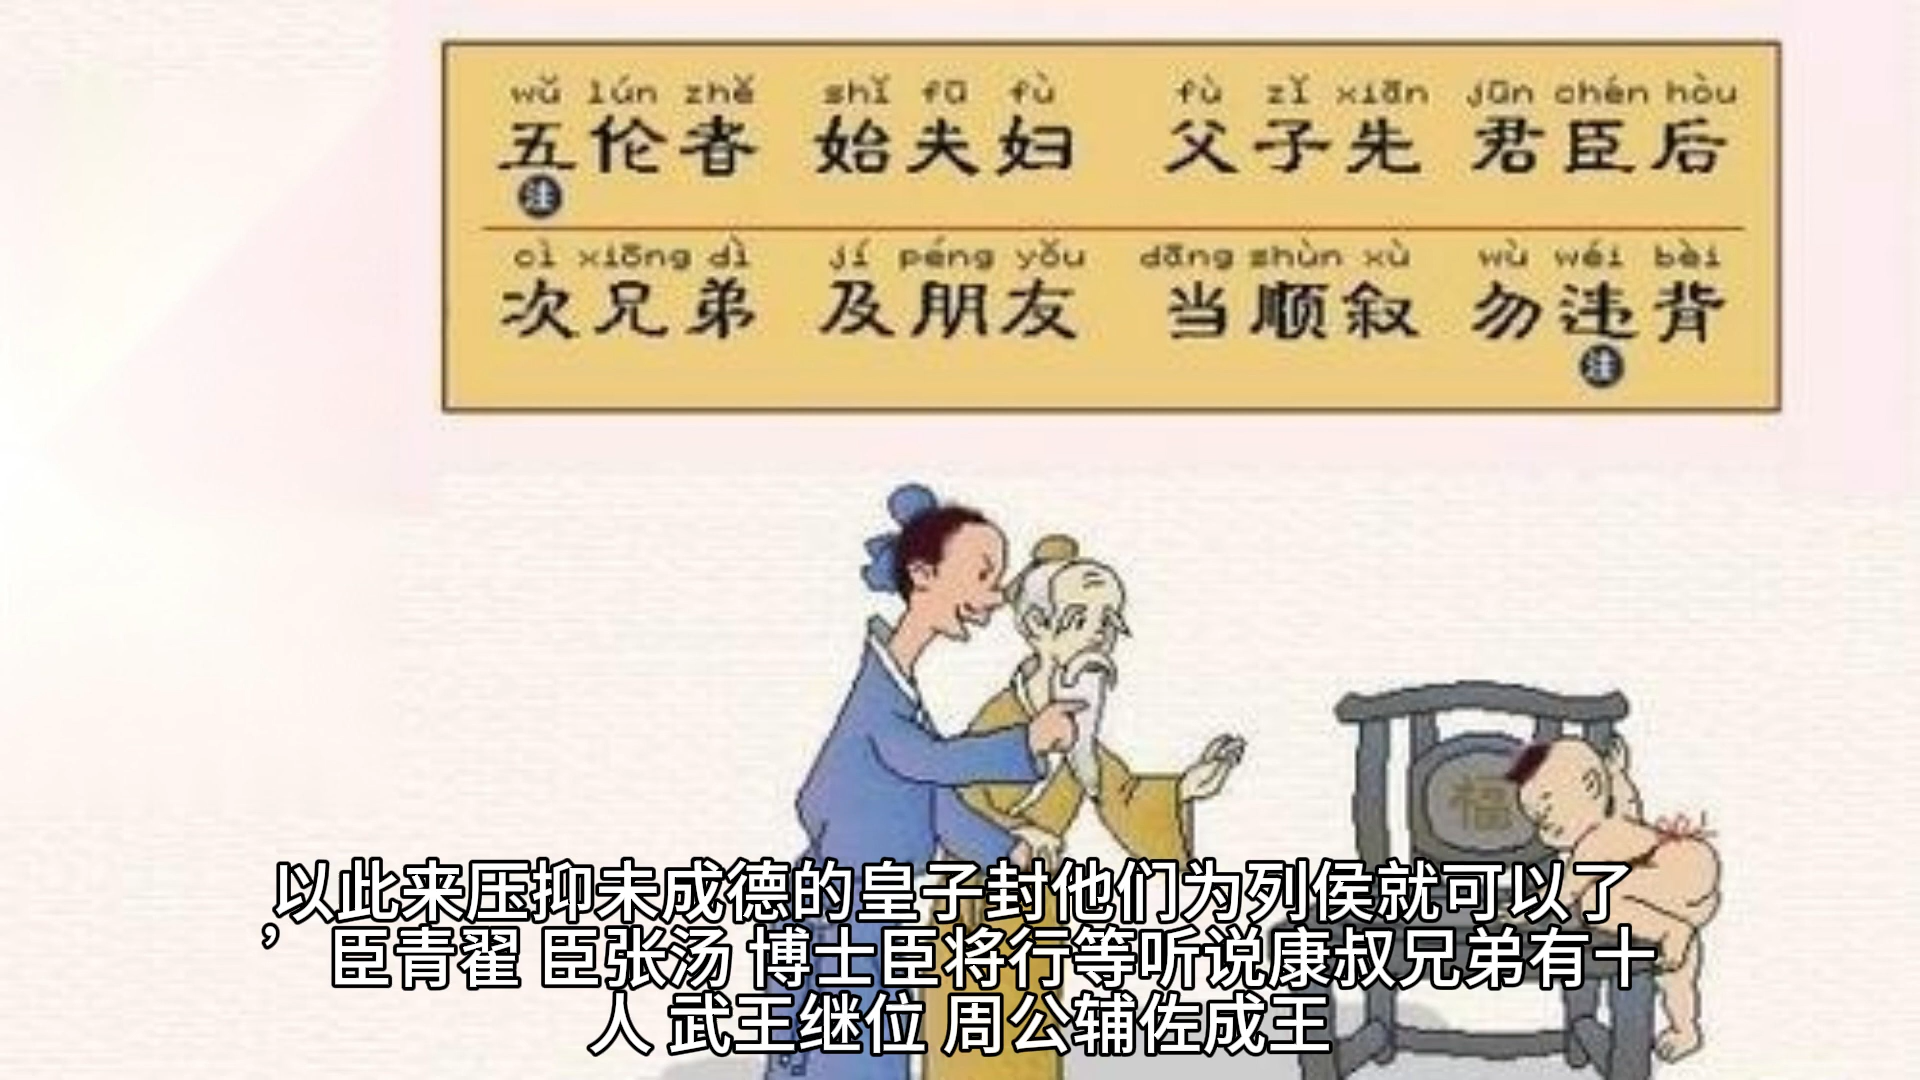 wǔ lún zhě shǐ fū fù fù zǐ xiān jūn chén hòu
五伦者 始夫妇 父子先 君臣后
注
cì xiōng dì jí péng yǒu dāng shùn xù wù wéi bèi
次兄弟 及朋友 当顺叙 勿违背
注
福
以此来压抑未成德的皇子封他们为列侯就可以了
’ 臣青翟 臣张汤 博士臣将行等听说康叔兄弟有十
人 武王继位 周公辅佐成王